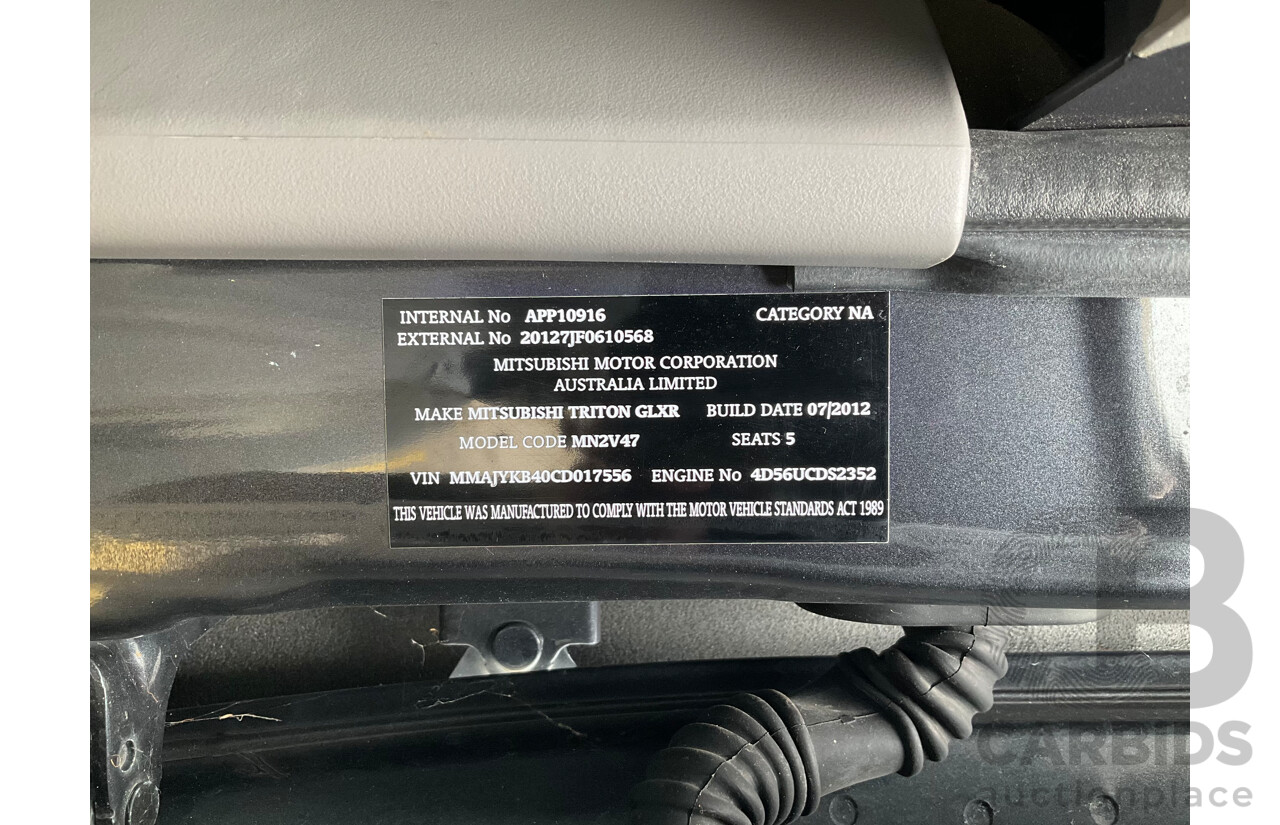 INTERNAL No APP10916 CATEGORY NA
EXTERNAL No 20127JF0610568
MITSUBISHI MOTOR CORPORATION
AUSTRALIA LIMITED
MAKE MITSUBISHI TRITON GLXR BUILD DATE 07/2012
MODEL CODE MN2V47 SEATS 5
VIN MMAJYKB40CD017556 ENGINE No 4D56UCDS2352
THIS VEHICLE WAS MANUFACTURED TO COMPLY WITH THE MOTOR VEHICLE STANDARDS ACT 1989
CB
CARBIDS
auctionplace